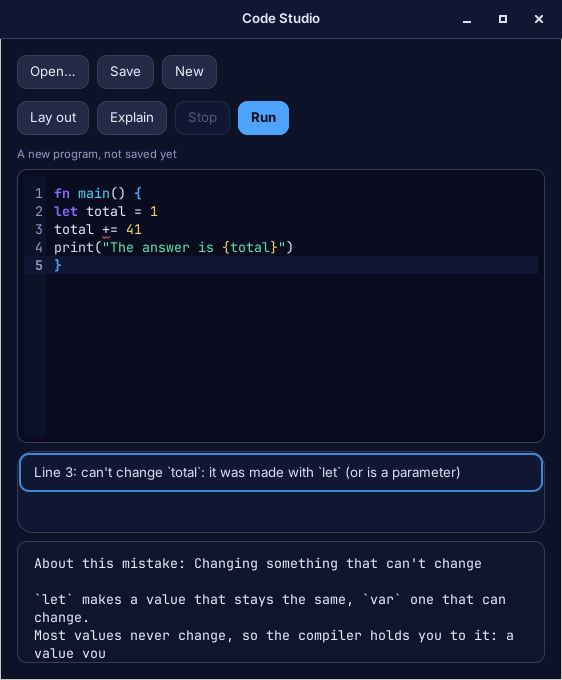 Code Studio
Open... Save New
Lay out Explain Stop Run
A new program, not saved yet
1 fn main() {
2 let total = 1
3 total += 41
4 print("The answer is {total}")
5 }
Line 3: can't change `total`: it was made with `let` (or is a parameter)
About this mistake: Changing something that can't change
`let` makes a value that stays the same, `var` one that can
change.
Most values never change, so the compiler holds you to it: a
value you